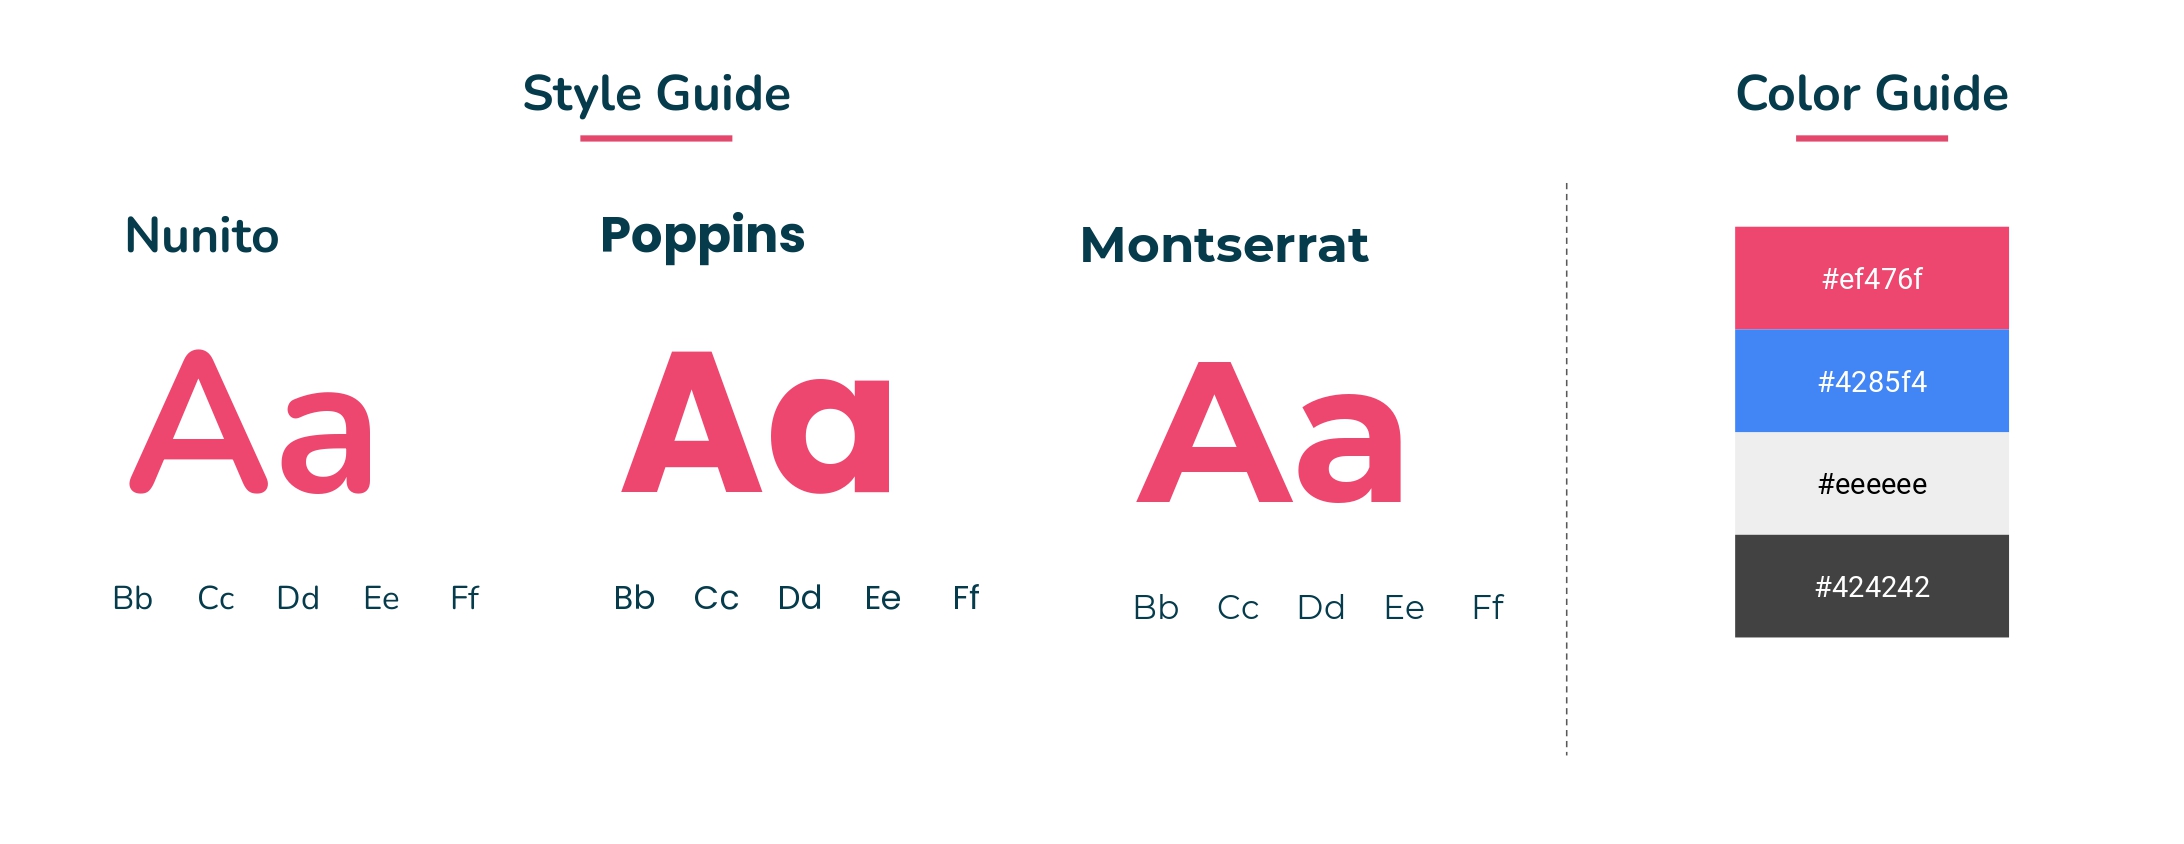 Style Guide
Color Guide
Nunito
Poppins
Montserrat
Aa
Aa
Aa
Bb Cc Dd Ee Ff
Bb Cc Dd Ee Ff
Bb Cc Dd Ee Ff
#ef476f
#4285f4
#eeeeee
#424242